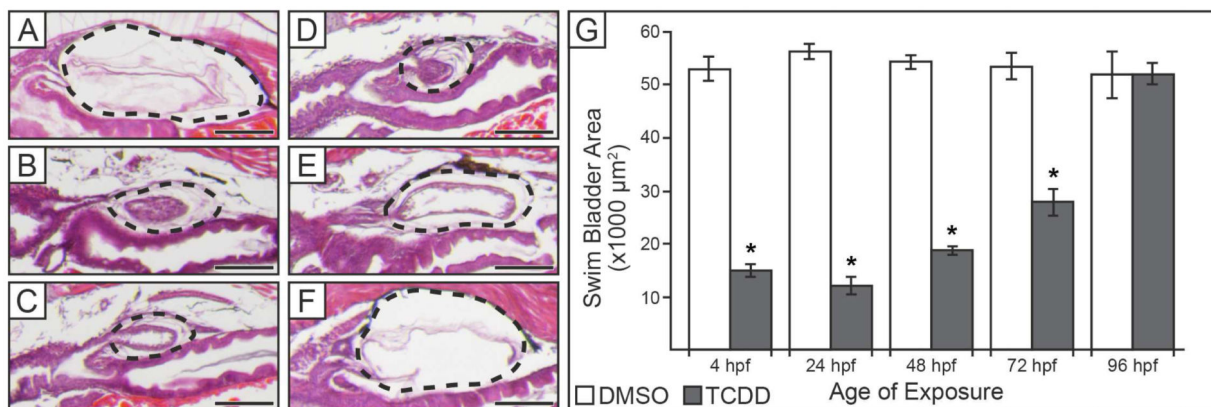 A
B
C
D
E
F
G
Swim Bladder Area
(x1000 µm²)
60
50
40
30
20
10
*
*
*
*
4 hpf 24 hpf 48 hpf 72 hpf 96 hpf
Age of Exposure
DMSO TCDD